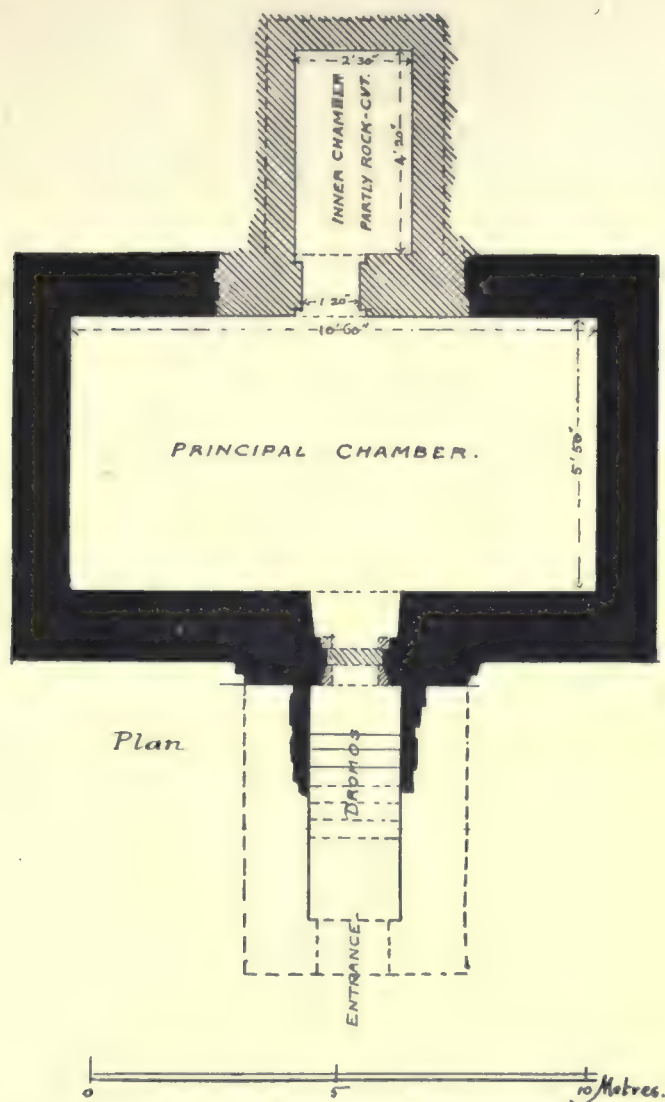 2'30"
INNER CHAMBER
PARTLY ROCK-CVT.
4'20"
1'20"
10'60"
PRINCIPAL CHAMBER.
5'50"
Plan
DROMOS
ENTRANCE
0 5 10 Metres.